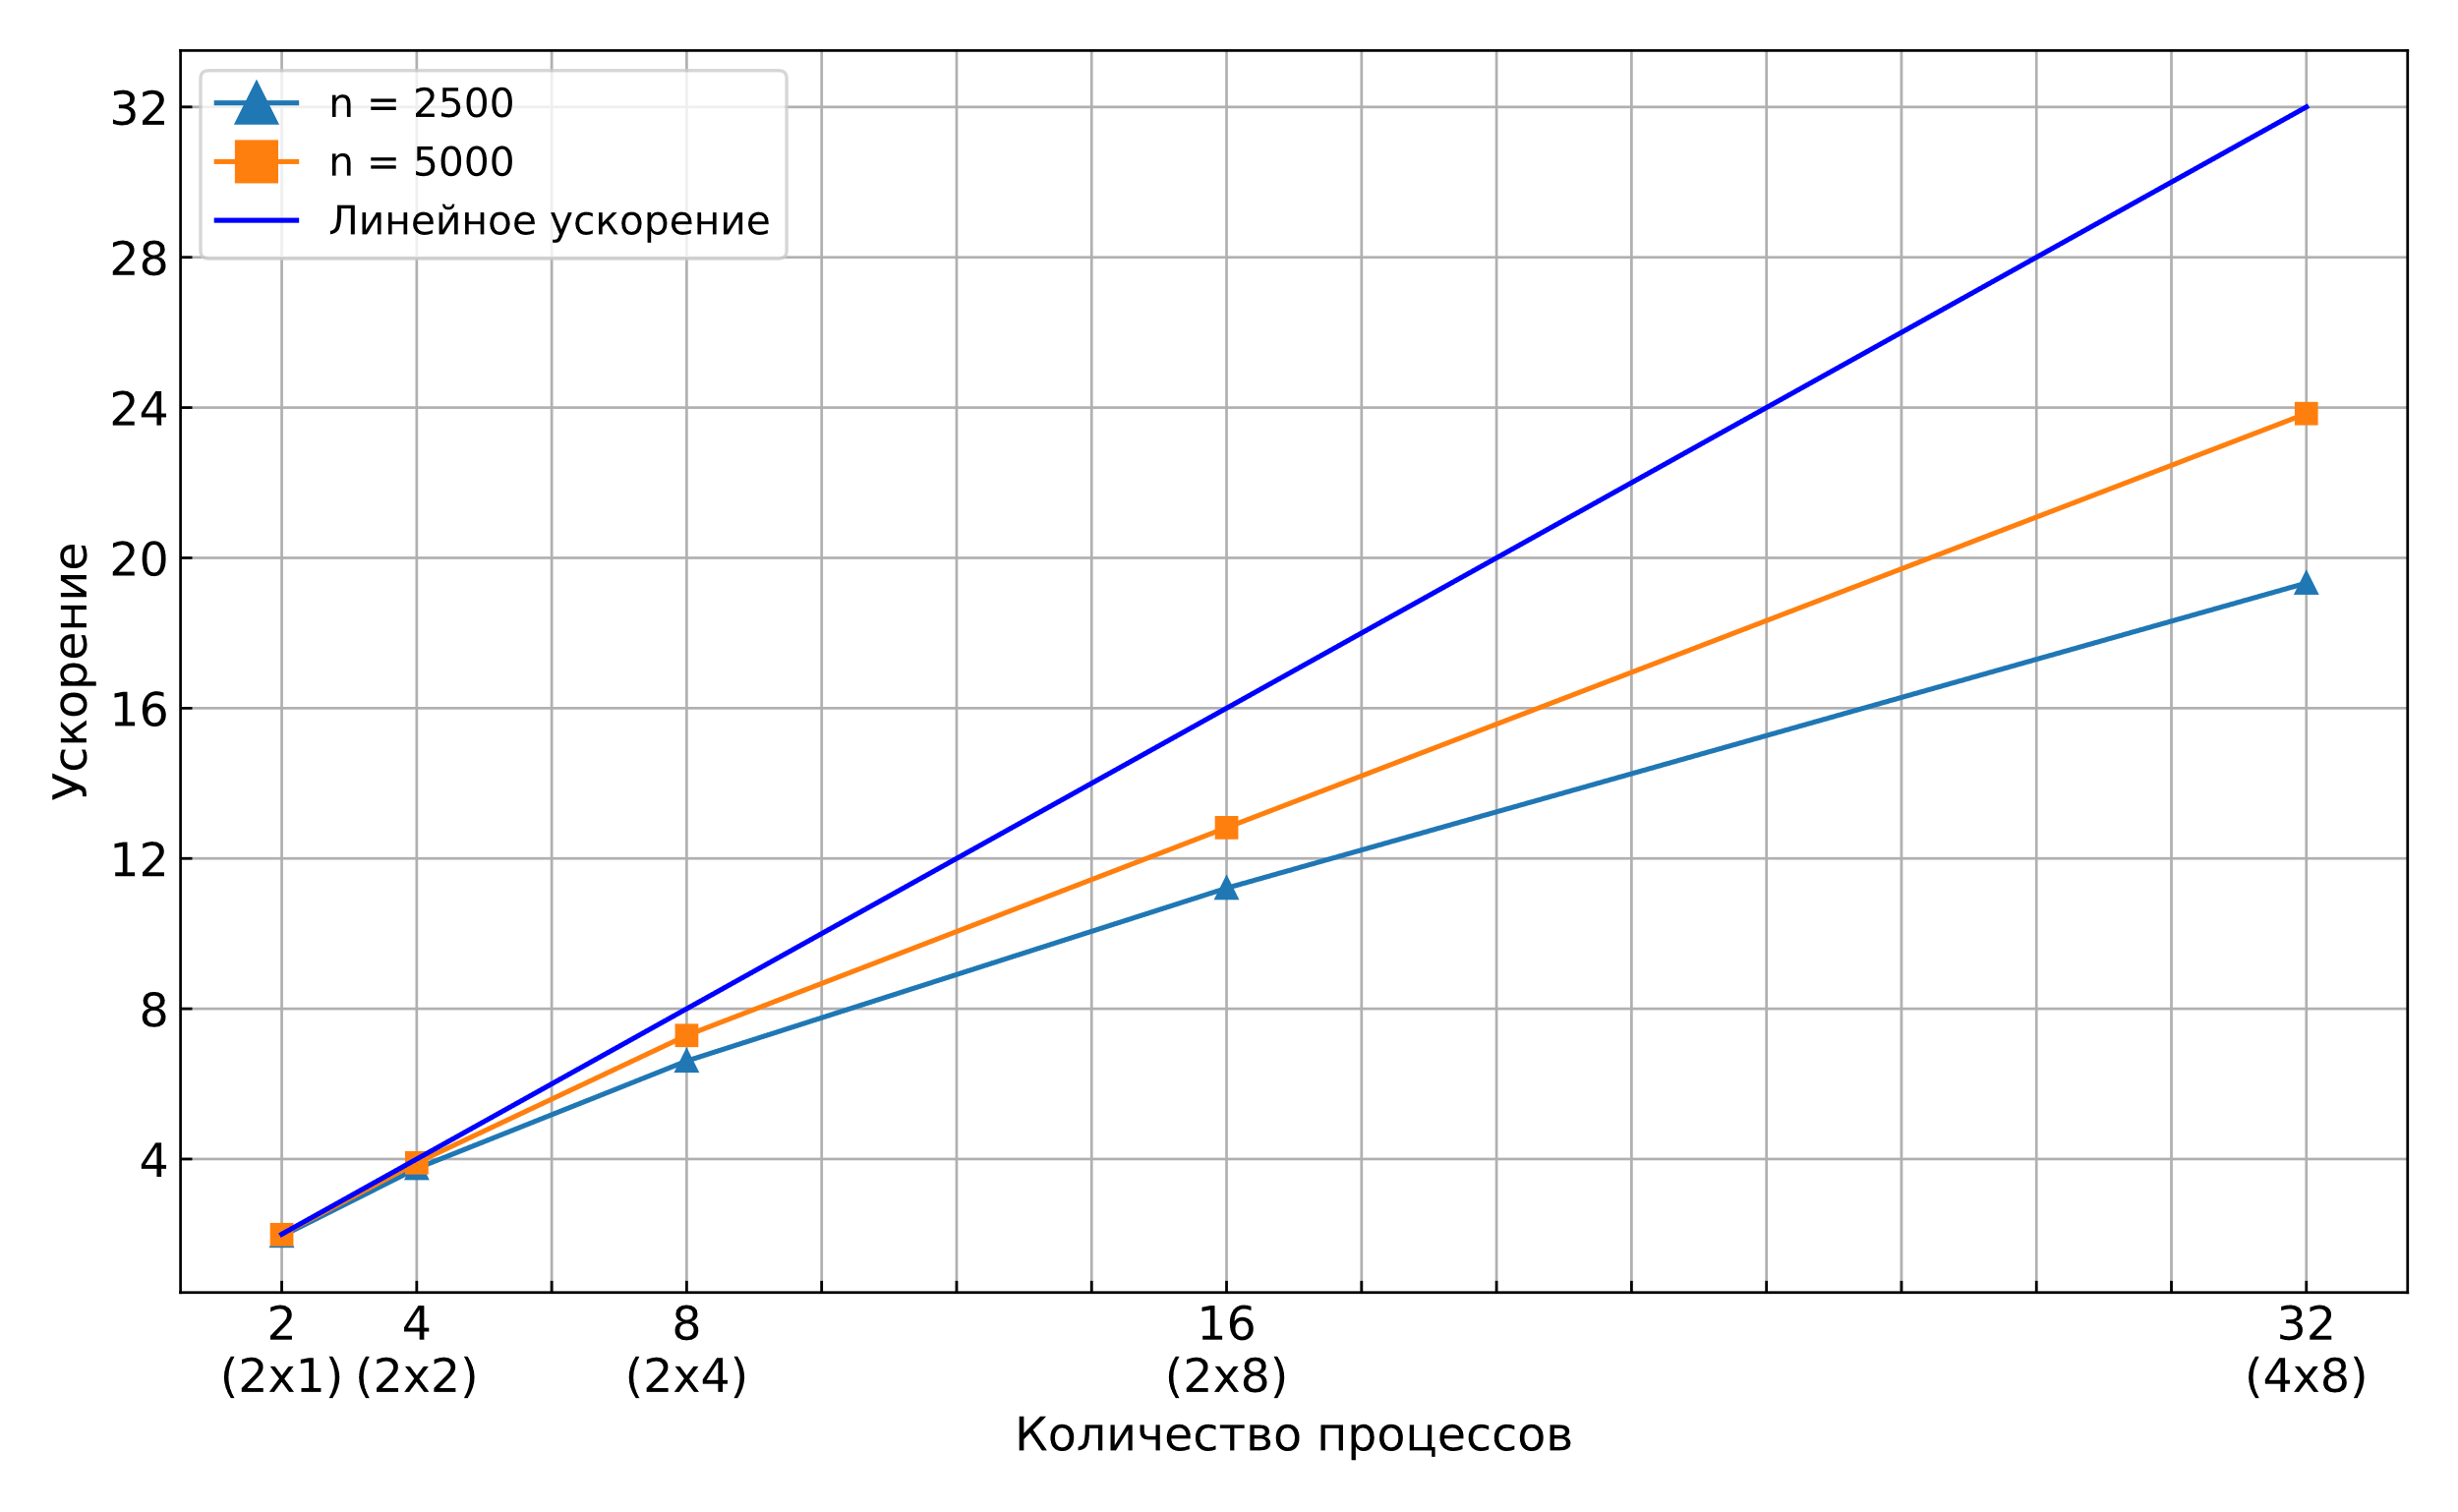 n = 2500
n = 5000
Линейное ускорение
Ускорение
32
28
24
20
16
12
8
4
2 4 8 16 32
(2x1) (2x2) (2x4) (2x8) (4x8)
Количество процессов